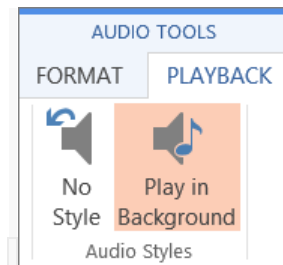 AUDIO TOOLS
FORMAT PLAYBACK
No Play in
Style Background
Audio Styles